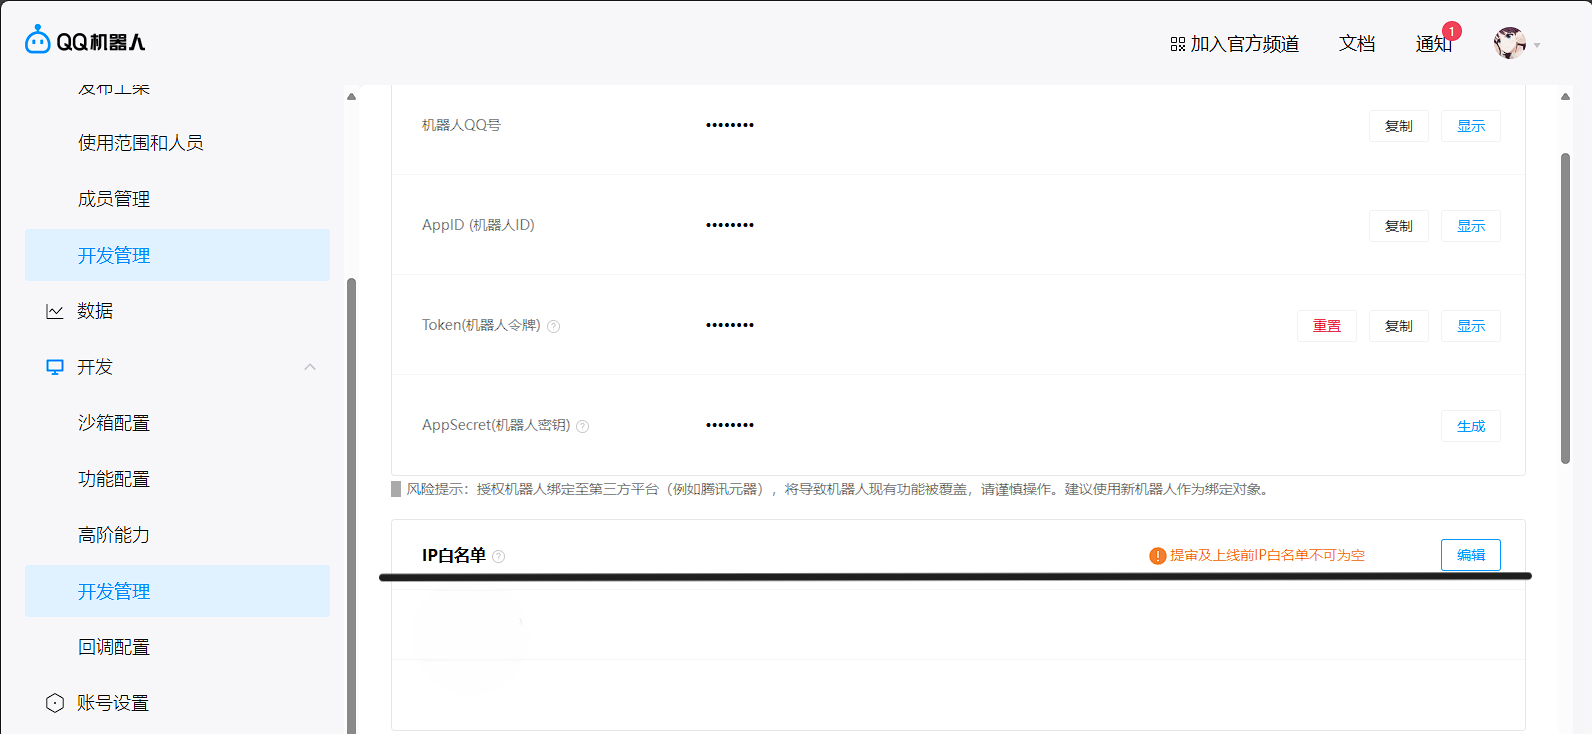 QQ机器人
加入官方频道 文档 通知 1
发布上架
使用范围和人员
成员管理
开发管理
数据
开发
沙箱配置
功能配置
高阶能力
开发管理
回调配置
账号设置
机器人QQ号 •••••••• 复制 显示
AppID (机器人ID) •••••••• 复制 显示
Token(机器人令牌) ? •••••••• 重置 复制 显示
AppSecret(机器人密钥) ? •••••••• 生成
风险提示：授权机器人绑定至第三方平台（例如腾讯元器），将导致机器人现有功能被覆盖，请谨慎操作。建议使用新机器人作为绑定对象。
IP白名单 ? ! 提审及上线前IP白名单不可为空 编辑